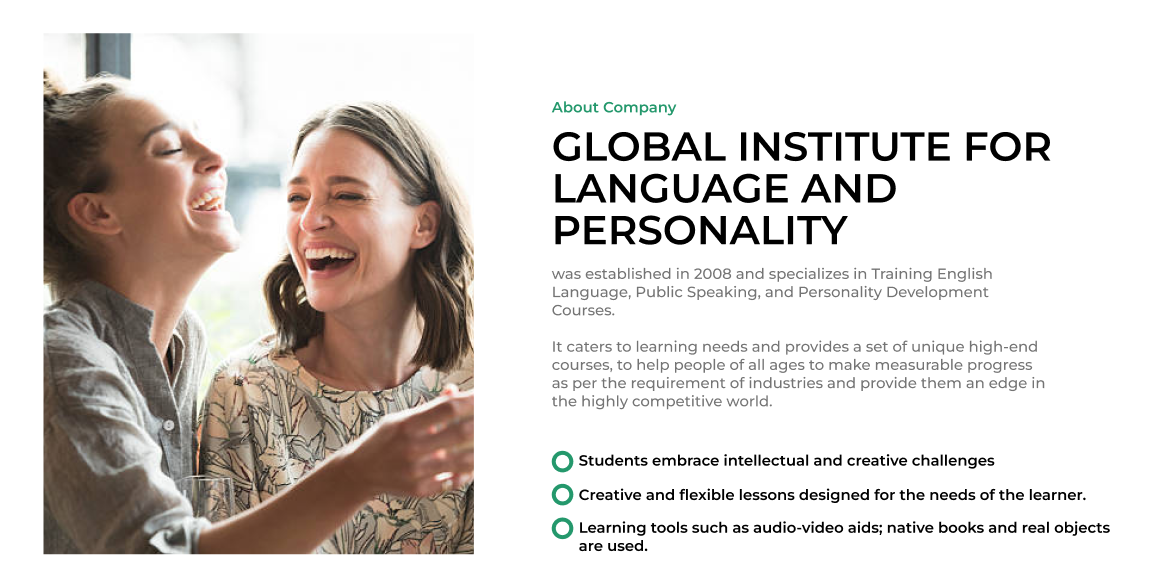 About Company
GLOBAL INSTITUTE FOR
LANGUAGE AND
PERSONALITY
was established in 2008 and specializes in Training English
Language, Public Speaking, and Personality Development
Courses.
It caters to learning needs and provides a set of unique high-end
courses, to help people of all ages to make measurable progress
as per the requirement of industries and provide them an edge in
the highly competitive world.
Students embrace intellectual and creative challenges
Creative and flexible lessons designed for the needs of the learner.
Learning tools such as audio-video aids; native books and real objects
are used.